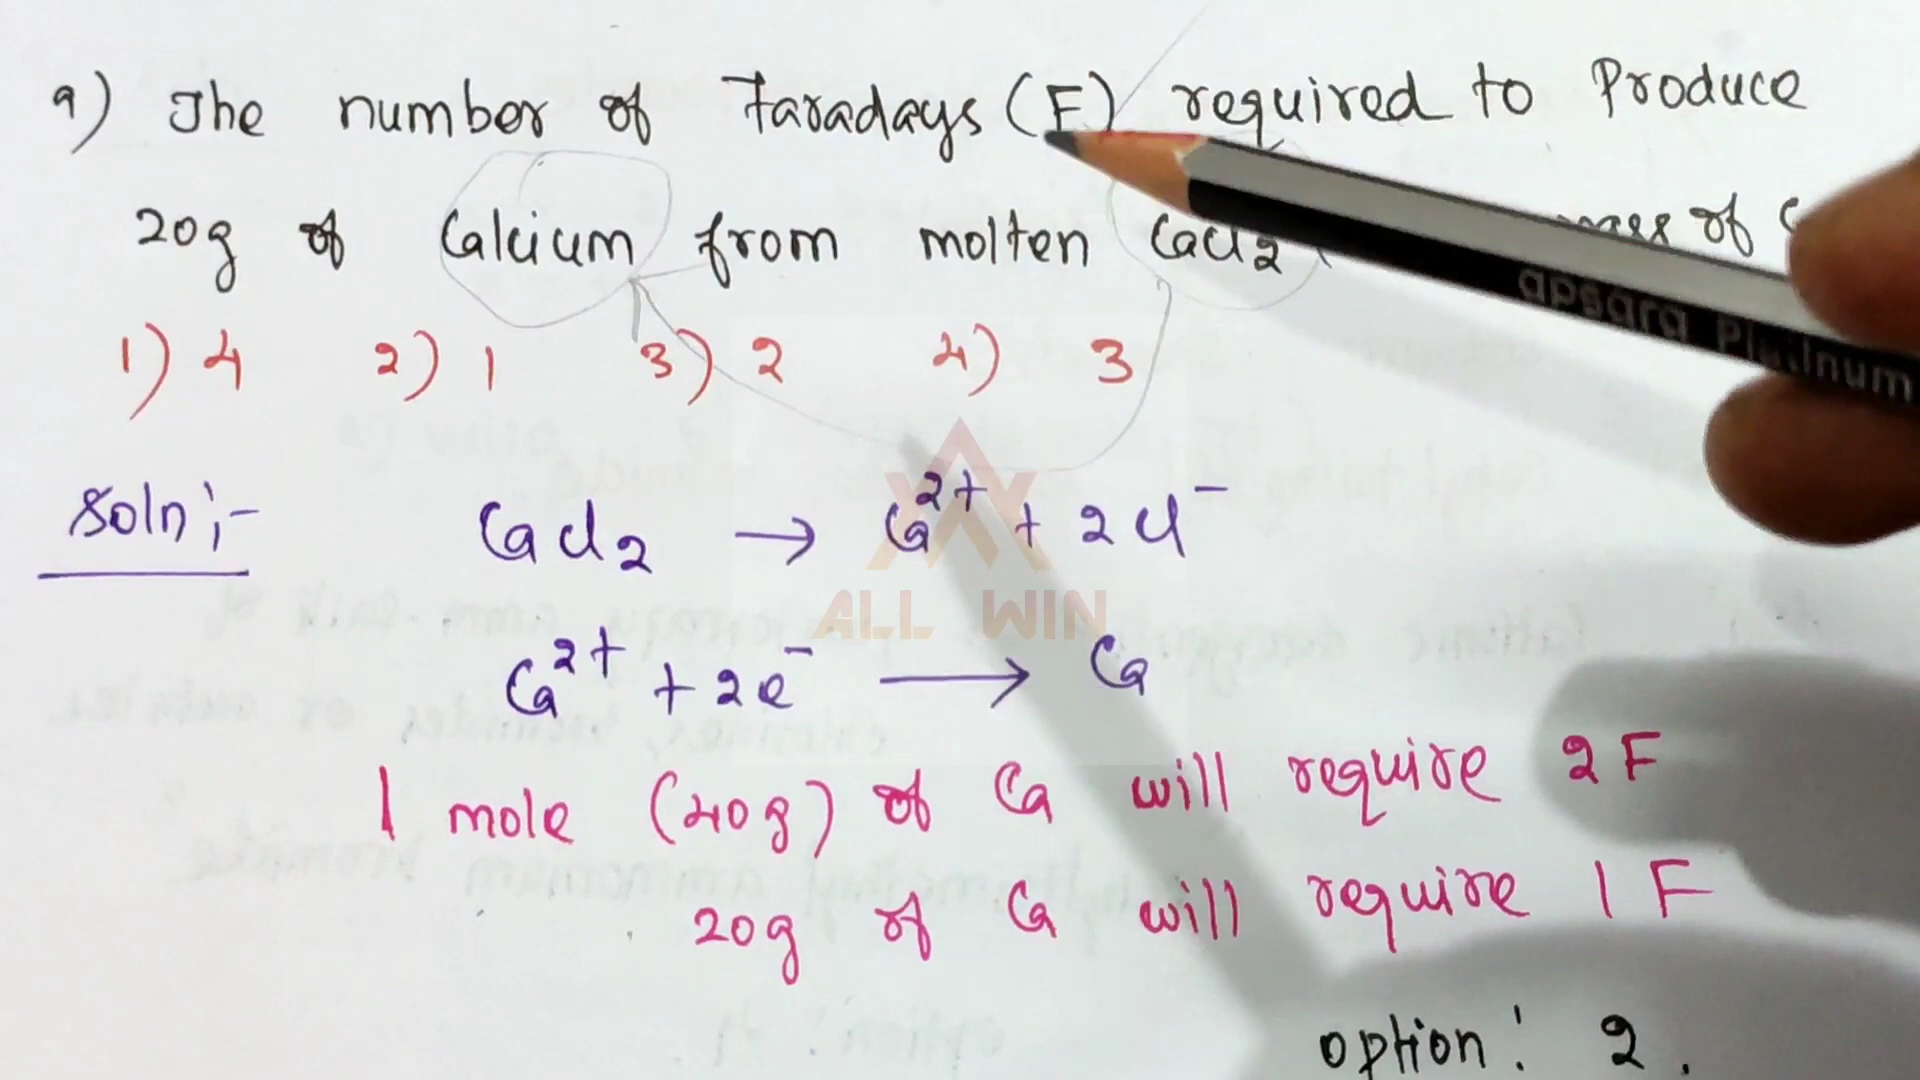 9) The number of Faradays (F) required to Produce
20g of Calcium from molten CaCl₂ of
1) 4 2) 1 3) 2 4) 3
Soln:- CaCl₂ → Ca²⁺ + 2Cl⁻
ALL WIN
Ca²⁺ + 2e⁻ → Ca
1 mole (40g) of Ca will require 2F
20g of Ca will require 1F
option: 2.
apsara Platinum